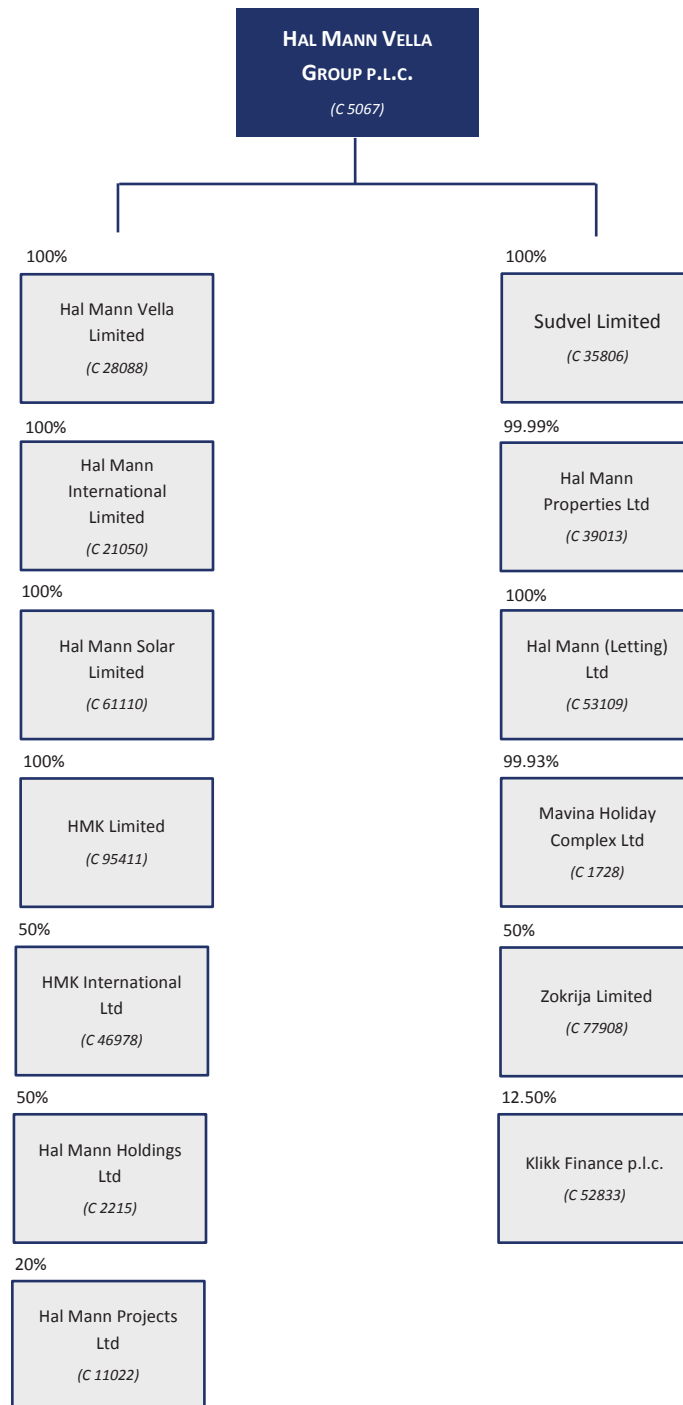 HAL MANN VELLA
GROUP P.L.C.
(C 5067)
100%
Hal Mann Vella
Limited
(C 28088)
100%
Hal Mann
International
Limited
(C 21050)
100%
Hal Mann Solar
Limited
(C 61110)
100%
HMK Limited
(C 95411)
50%
HMK International
Ltd
(C 46978)
50%
Hal Mann Holdings
Ltd
(C 2215)
20%
Hal Mann Projects
Ltd
(C 11022)
100%
Sudvel Limited
(C 35806)
99.99%
Hal Mann
Properties Ltd
(C 39013)
100%
Hal Mann (Letting)
Ltd
(C 53109)
99.93%
Mavina Holiday
Complex Ltd
(C 1728)
50%
Zokrija Limited
(C 77908)
12.50%
Klikk Finance p.l.c.
(C 52833)